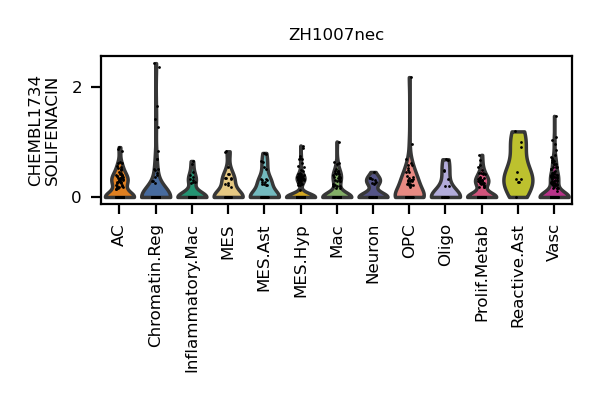 ZH1007nec
CHEMBL1734
SOLIFENACIN
2
0
AC
Chromatin.Reg
Inflammatory.Mac
MES
MES.Ast
MES.Hyp
Mac
Neuron
OPC
Oligo
Prolif.Metab
Reactive.Ast
Vasc